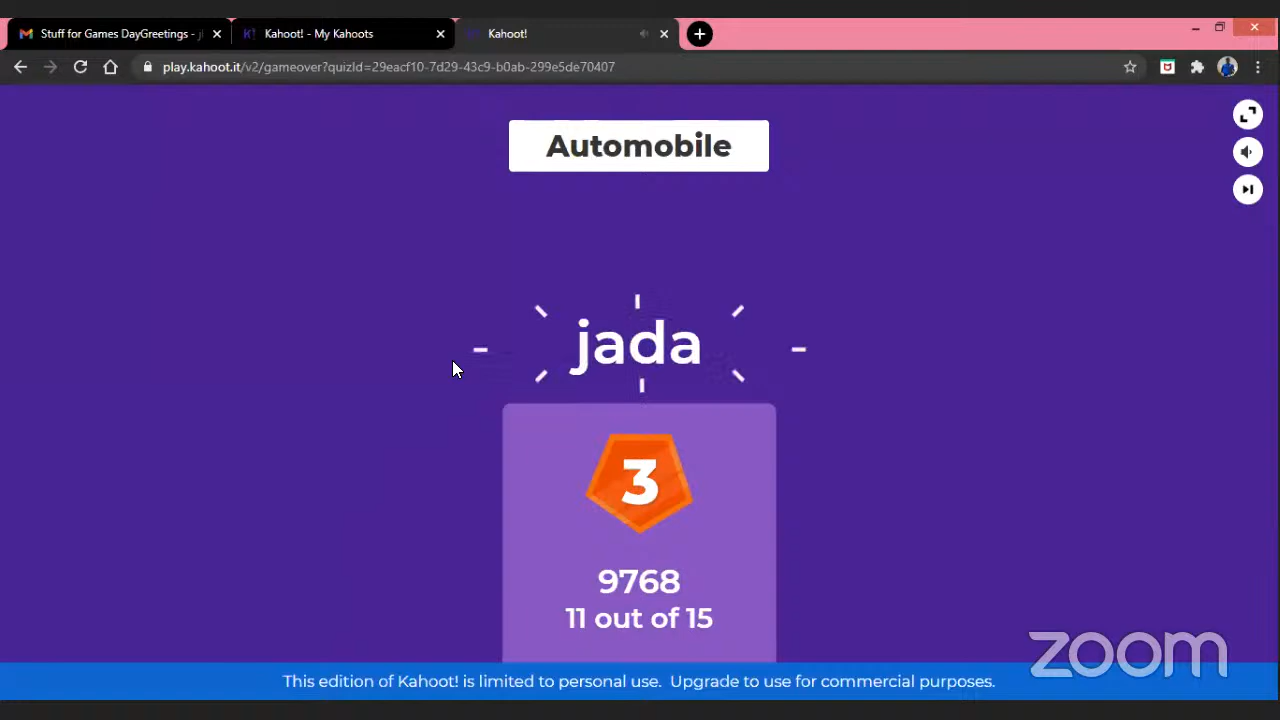 Stuff for Games DayGreetings - jl
Kahoot! - My Kahoots
Kahoot!
play.kahoot.it/v2/gameover?quizId=29eacf10-7d29-43c9-b0ab-299e5de70407
Automobile
jada
3
9768
11 out of 15
zoom
This edition of Kahoot! is limited to personal use. Upgrade to use for commercial purposes.